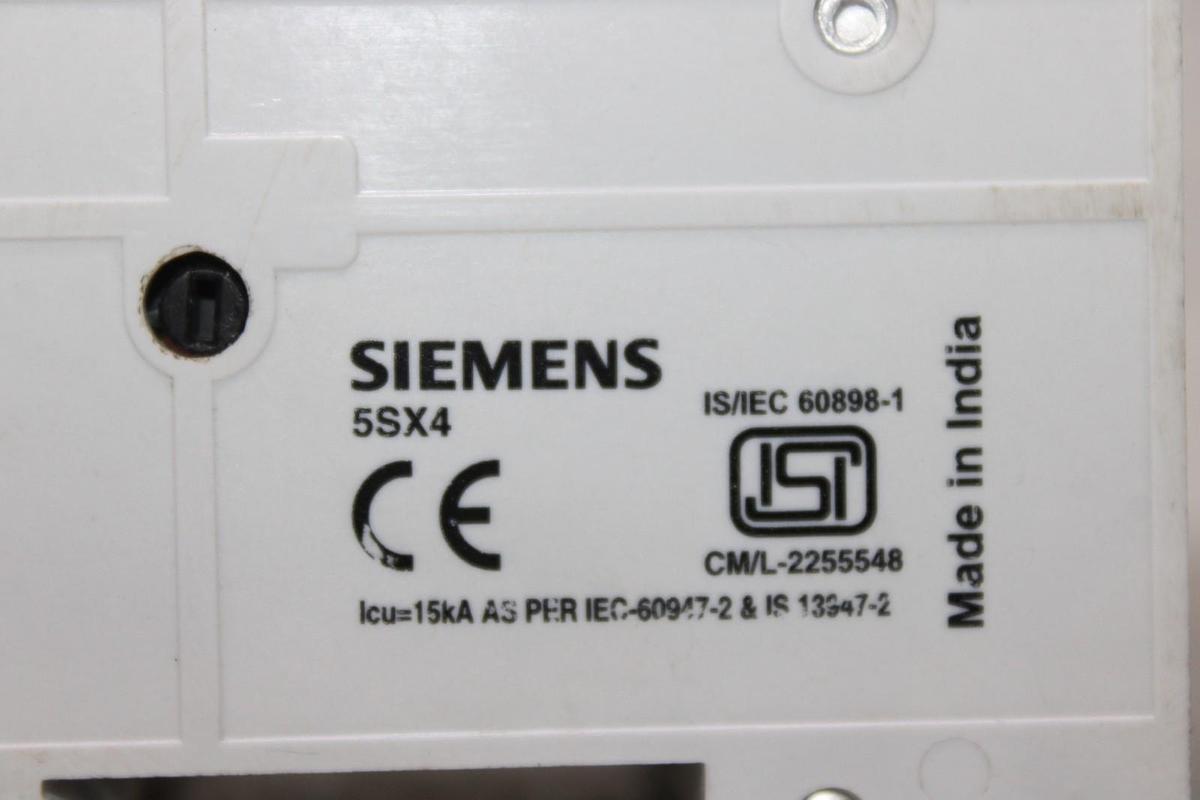 SIEMENS
5SX4
CE
IS/IEC 60898-1
ISI
CM/L-2255548
Icu=15kA AS PER IEC-60947-2 & IS 13947-2
Made in India